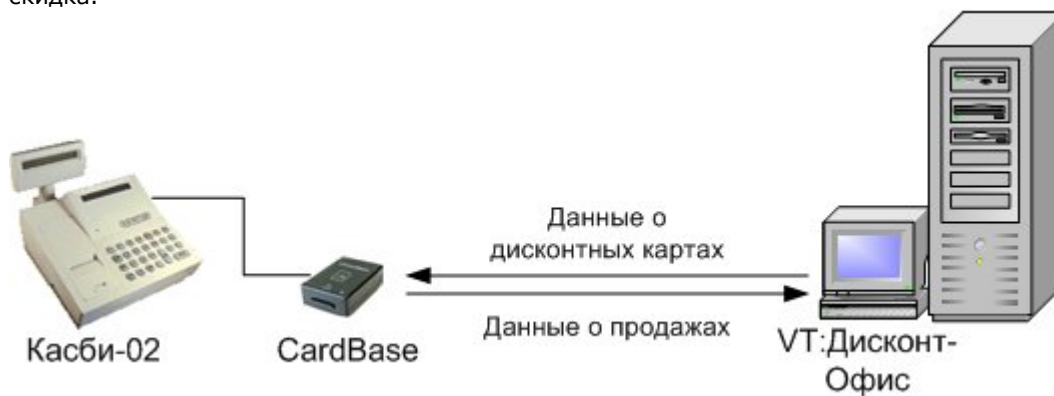 скидка.
Данные о
дисконтных картах
Данные о продажах
Касби-02
CardBase
VT:Дисконт-
Офис